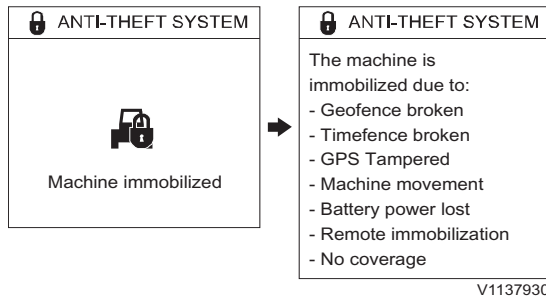 ANTI-THEFT SYSTEM
Machine immobilized
ANTI-THEFT SYSTEM
The machine is
immobilized due to:
- Geofence broken
- Timefence broken
- GPS Tampered
- Machine movement
- Battery power lost
- Remote immobilization
- No coverage
V1137930